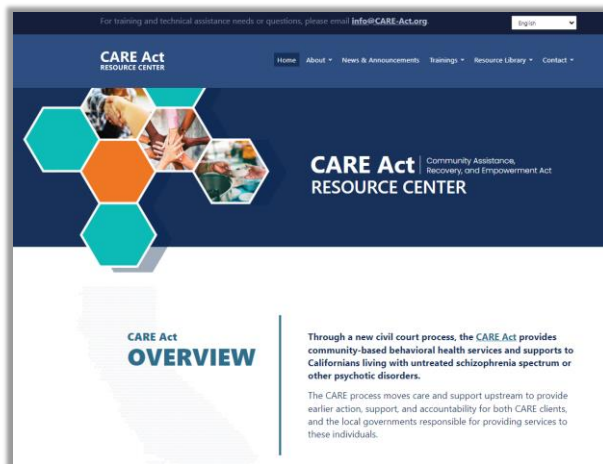 For training and technical assistance needs or questions, please email info@CARE-Act.org.
English
CARE Act
RESOURCE CENTER
Home About News & Announcements Trainings Resource Library Contact
CARE Act Community Assistance,
Recovery, and Empowerment Act
RESOURCE CENTER
CARE Act
OVERVIEW
Through a new civil court process, the CARE Act provides
community-based behavioral health services and supports to
Californians living with untreated schizophrenia spectrum or
other psychotic disorders.
The CARE process moves care and support upstream to provide
earlier action, support, and accountability for both CARE clients,
and the local governments responsible for providing services to
these individuals.